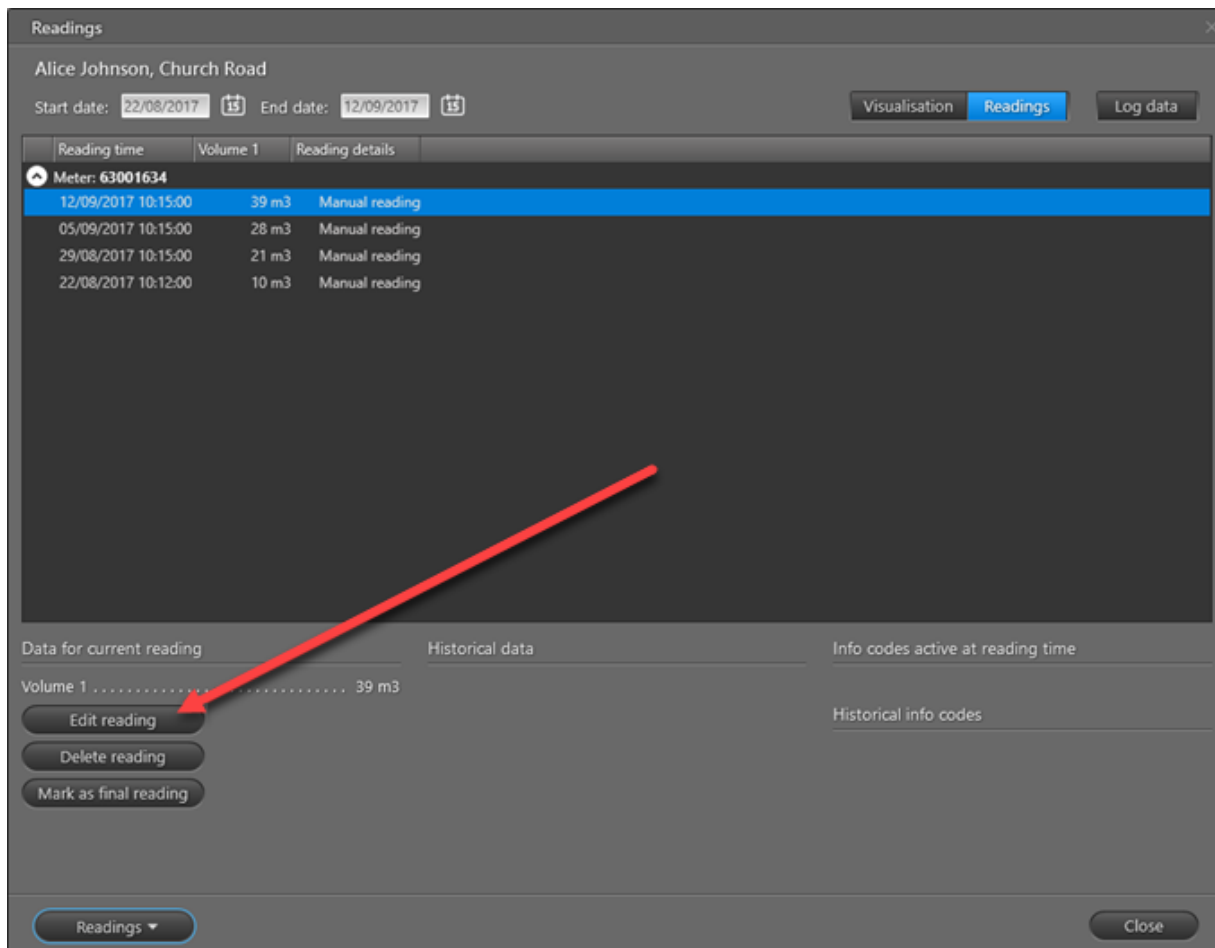 Readings
Alice Johnson, Church Road
Start date: 22/08/2017 15 End date: 12/09/2017 15 Visualisation Readings Log data
Reading time Volume 1 Reading details
Meter: 63001634
12/09/2017 10:15:00 39 m3 Manual reading
05/09/2017 10:15:00 28 m3 Manual reading
29/08/2017 10:15:00 21 m3 Manual reading
22/08/2017 10:12:00 10 m3 Manual reading
Data for current reading Historical data Info codes active at reading time
Volume 1 . . . . . . . . . . . . . . . . . . . . . . . . . . . . . . 39 m3
Edit reading Historical info codes
Delete reading
Mark as final reading
Readings Close